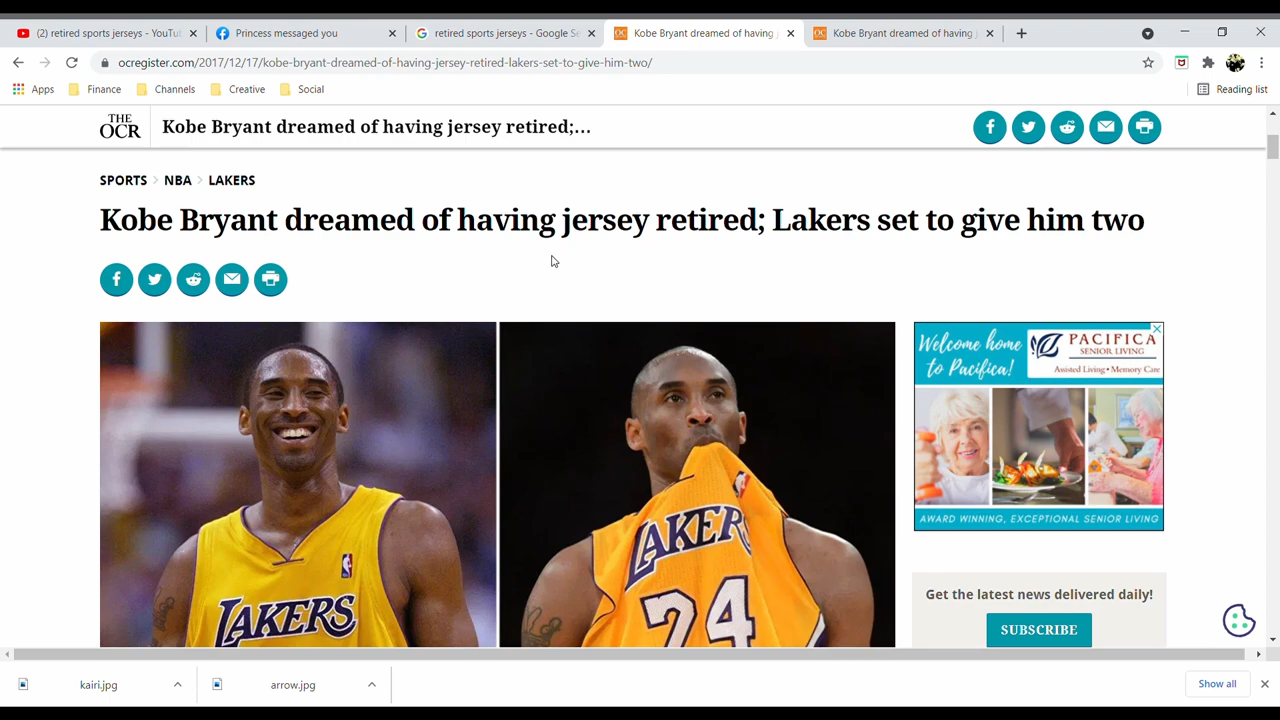 (2) retired sports jerseys - YouTu
Princess messaged you
retired sports jerseys - Google Se
Kobe Bryant dreamed of having j
Kobe Bryant dreamed of having j
ocregister.com/2017/12/17/kobe-bryant-dreamed-of-having-jersey-retired-lakers-set-to-give-him-two/
Apps
Finance
Channels
Creative
Social
Reading list
THE
OCR
Kobe Bryant dreamed of having jersey retired;...
SPORTS > NBA > LAKERS
Kobe Bryant dreamed of having jersey retired; Lakers set to give him two
LAKERS
LAKERS
24
Welcome home
to Pacifica!
PACIFICA
SENIOR LIVING
Assisted Living • Memory Care
AWARD WINNING, EXCEPTIONAL SENIOR LIVING
Get the latest news delivered daily!
SUBSCRIBE
kairi.jpg
arrow.jpg
Show all